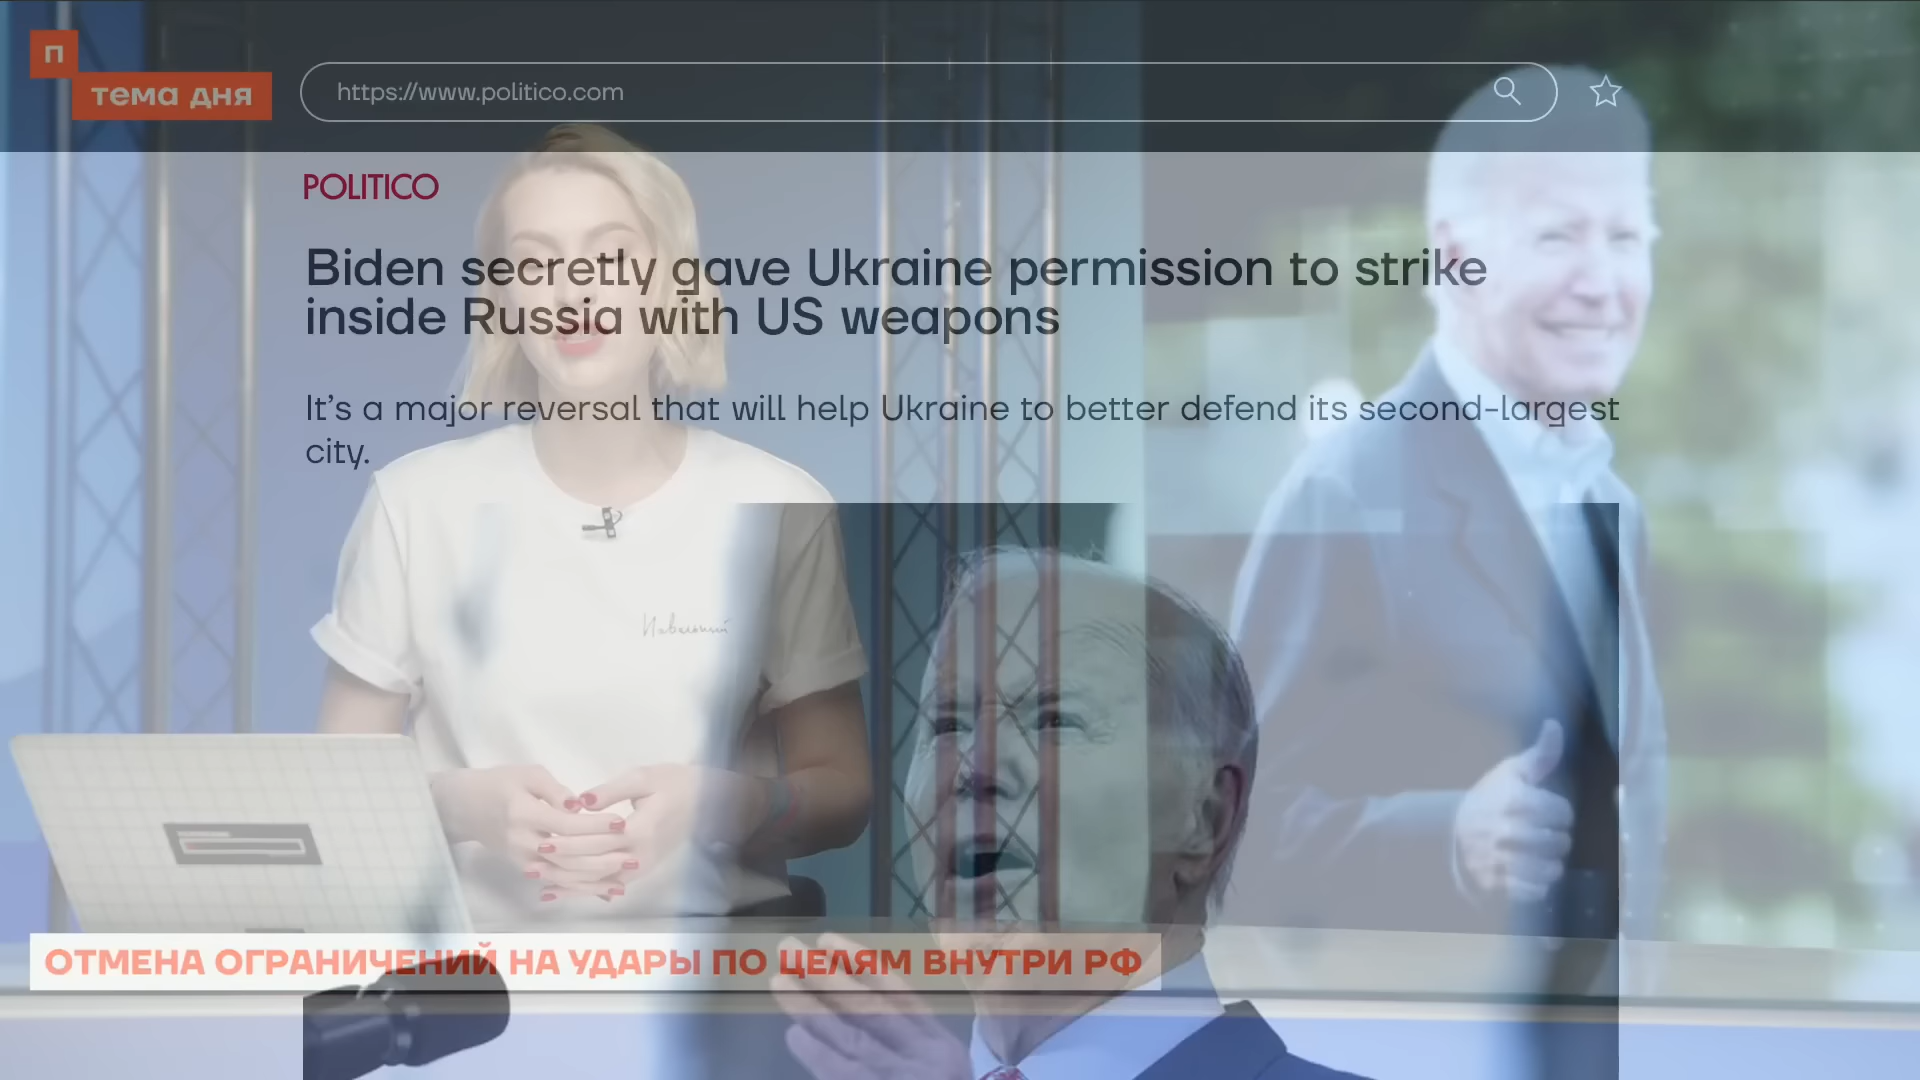 п
тема дня
https://www.politico.com
POLITICO
Biden secretly gave Ukraine permission to strike
inside Russia with US weapons
It's a major reversal that will help Ukraine to better defend its second-largest
city.
Навальный
ОТМЕНА ОГРАНИЧЕНИЙ НА УДАРЫ ПО ЦЕЛЯМ ВНУТРИ РФ